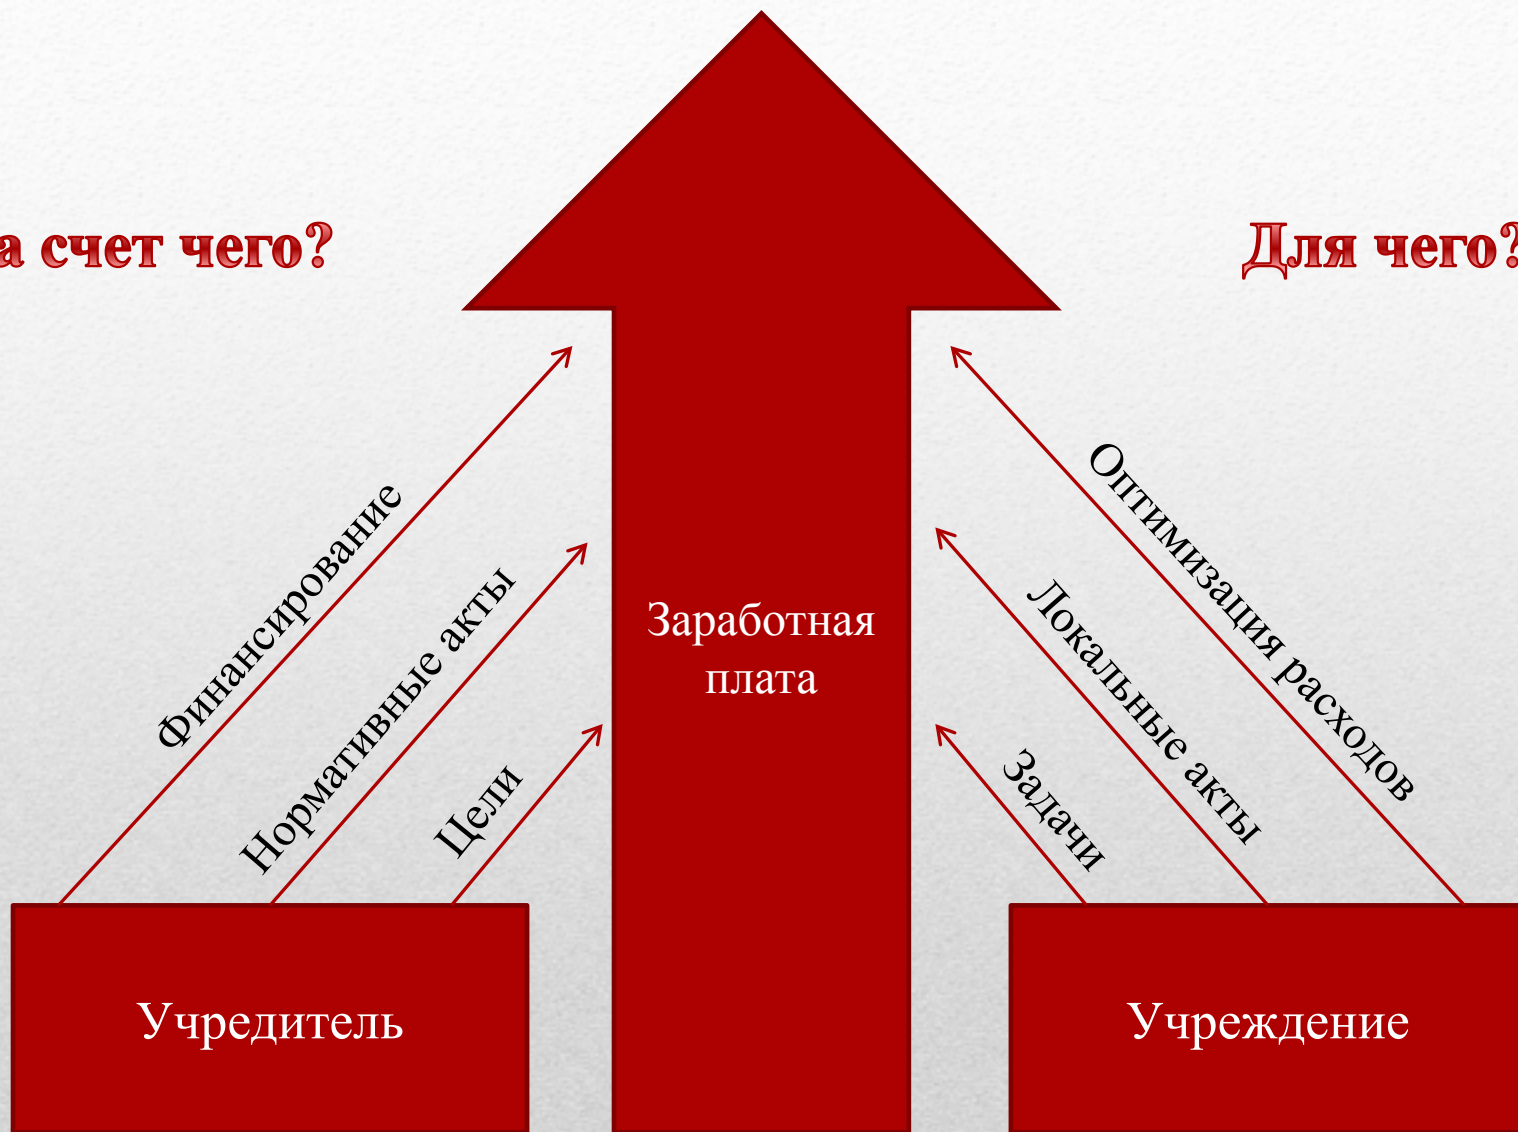 а счет чего?
Для чего?
Финансирование
Нормативные акты
Цели
Заработная
плата
Оптимизация расходов
Локальные акты
Задачи
Учредитель
Учреждение